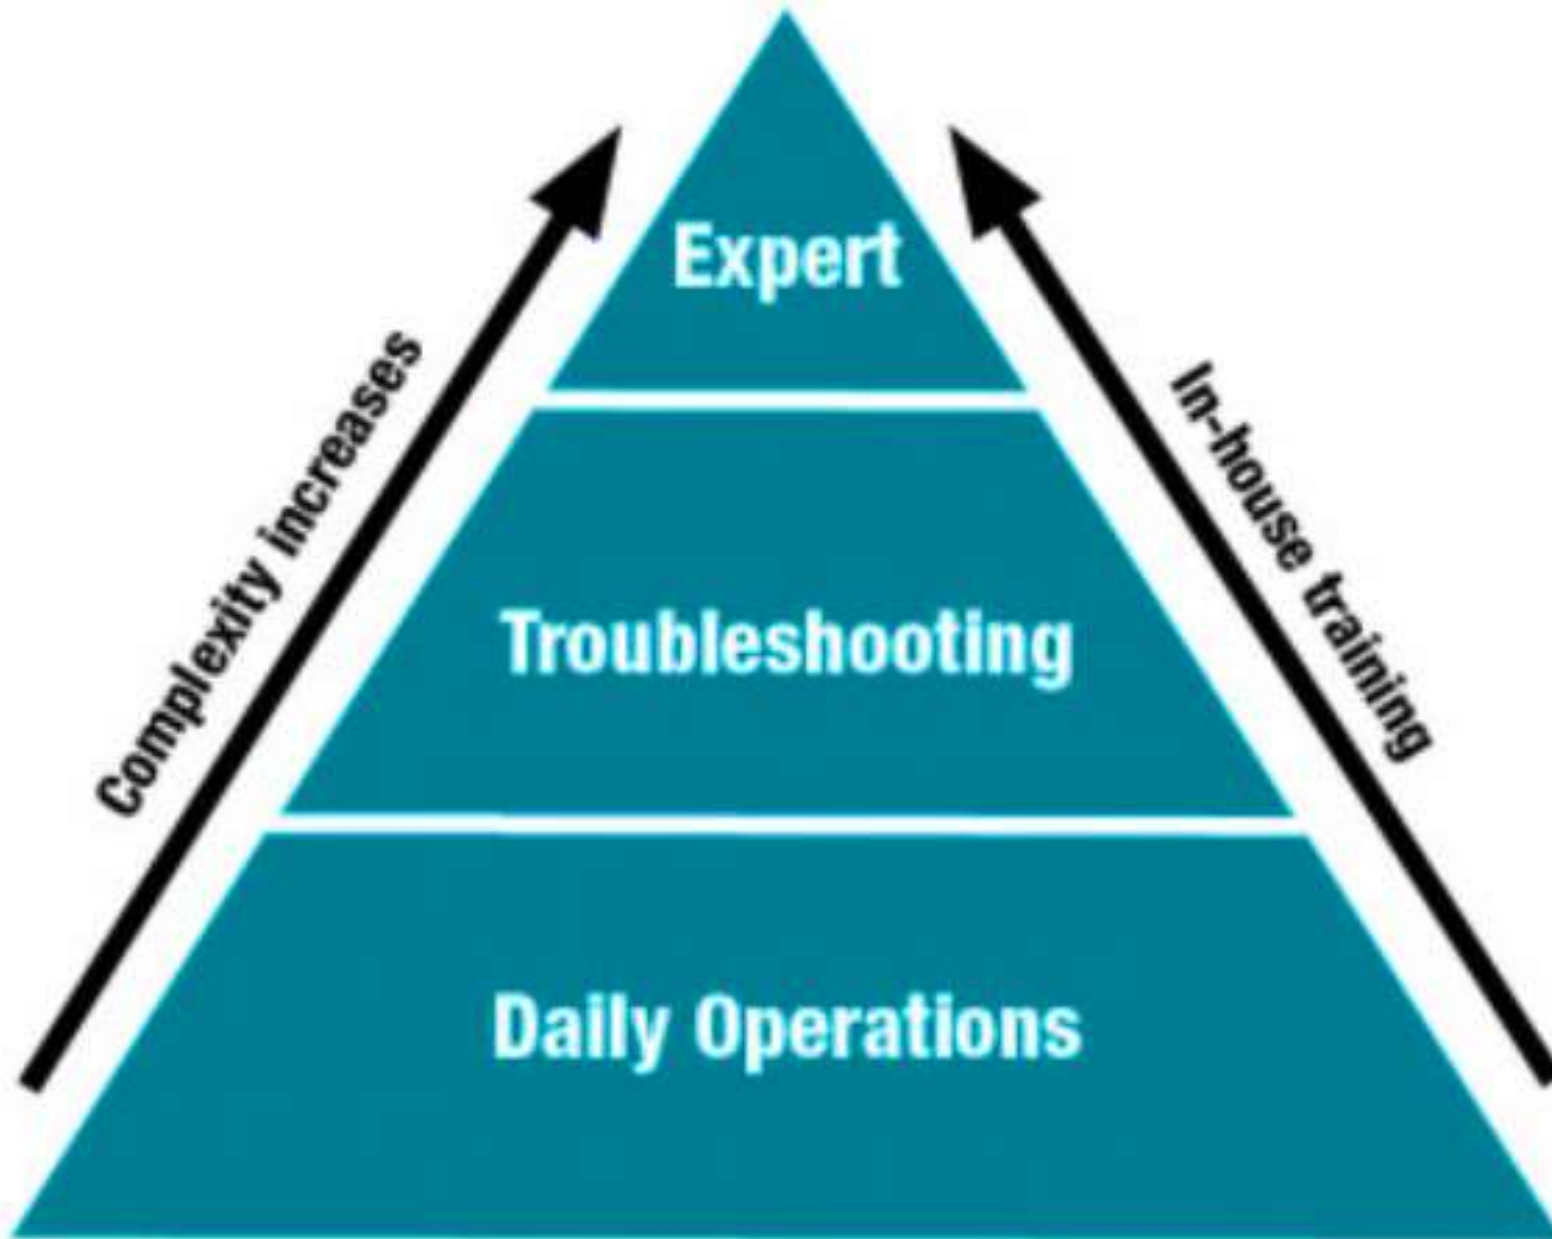 Expert
Complexity increases
In-house training
Troubleshooting
Daily Operations